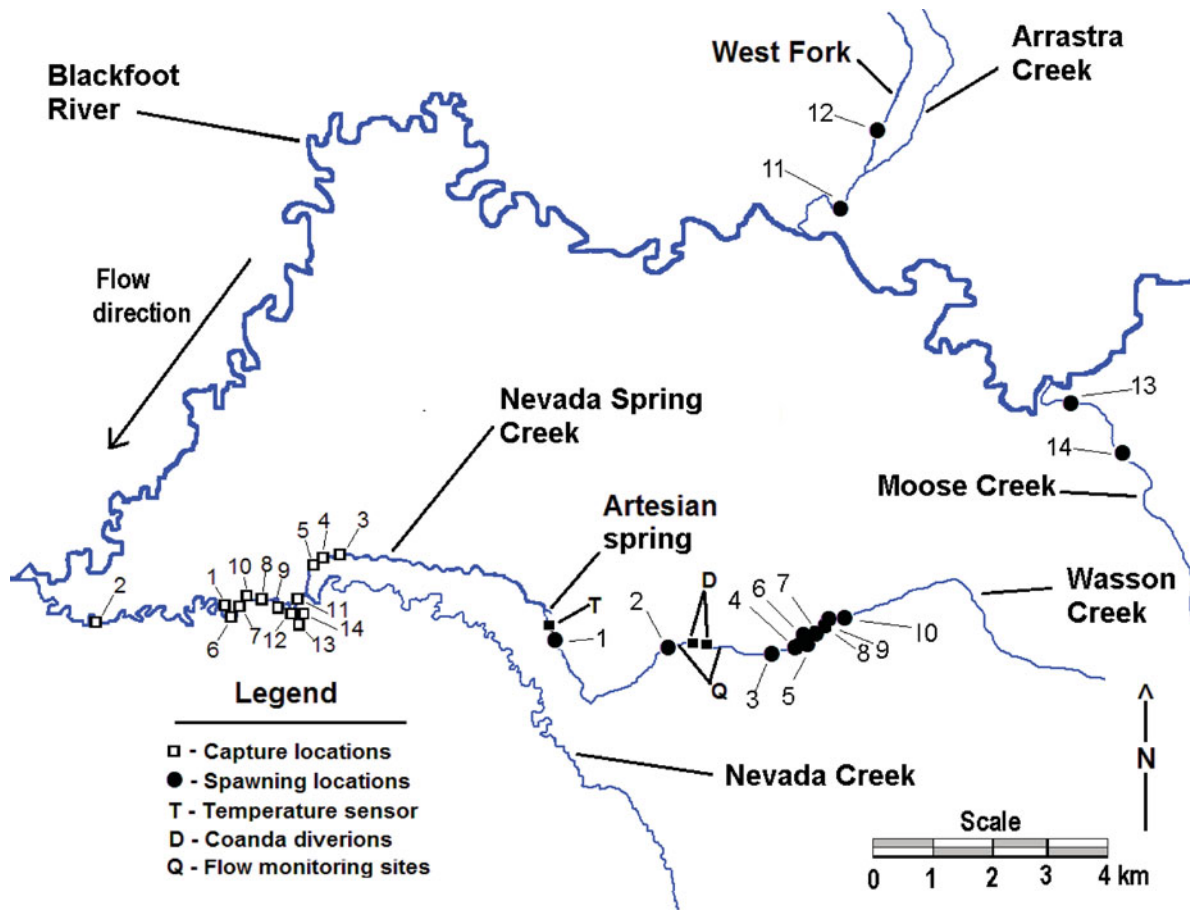 West Fork
Arrastra
Creek
Blackfoot
River
12
11
Flow
direction
13
14
Moose Creek
Nevada Spring
Creek
Artesian
spring
Wasson
Creek
5
4
3
2
1
10
8
9
6
7
12
11
14
13
T
1
2
D
Q
3
4
6
7
5
8
9
10
Nevada Creek
Legend
- Capture locations
- Spawning locations
T - Temperature sensor
D - Coanda diverions
Q - Flow monitoring sites
^
N
Scale
0 1 2 3 4 km